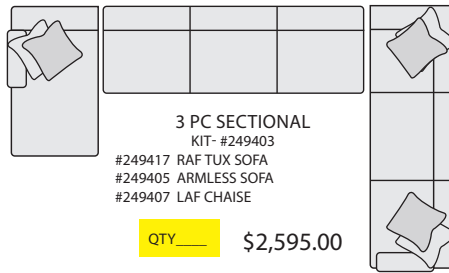 3 PC SECTIONAL
KIT- #249403
#249417 RAF TUX SOFA
#249405 ARMLESS SOFA
#249407 LAF CHAISE
QTY____ $2,595.00